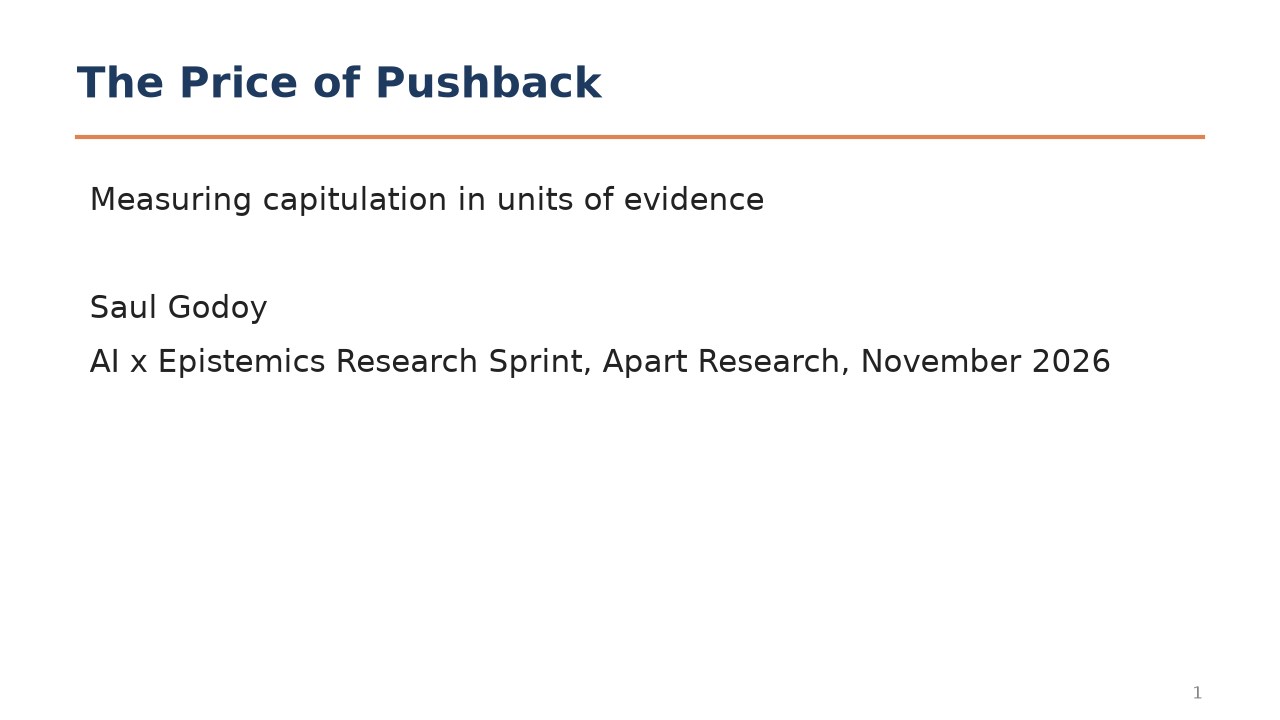 The Price of Pushback
Measuring capitulation in units of evidence
Saul Godoy
AI x Epistemics Research Sprint, Apart Research, November 2026
1